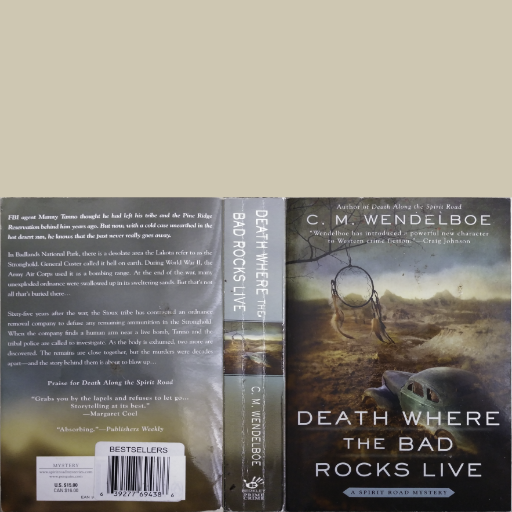 FBI agent Manny Tanno thought he had left his tribe and the Pine Ridge
Reservation behind him years ago. But now, with a cold case unearthed in the
hot desert sun, he knows that the past never really goes away.
In Badlands National Park, there is a desolate area the Lakota refer to as the
Stronghold. General Custer called it hell on earth. During World War II, the
Army Air Corps used it as a bombing range. At the end of the war, many
unexploded ordnance were swallowed up in its sweltering sands. But that's not
all that's buried there...
Sixty-five years after the war, the Sioux tribe has contracted an ordnance
removal company to defuse any remaining ammunition in the Stronghold.
When the company finds a human arm near a live bomb, Tanno and the
tribal police are called to investigate. As the body is exhumed, two more are
discovered. The remains are close together, but the murders were decades
apart—and the story behind them is about to blow up...
Praise for Death Along the Spirit Road
"Grabs you by the lapels and refuses to let go...
Storytelling at its best."
—Margaret Coel
"Absorbing."—Publishers Weekly
BESTSELLERS
MYSTERY
U.S. $15.00
6 39277 69438 6
DEATH WHERE THE
BAD ROCKS LIVE
C. M. WENDELBOE
BERKLEY
PRIME
CRIME
Author of Death Along the Spirit Road
C. M. WENDELBOE
"Wendelboe has introduced a powerful new character
to Western crime fiction."—Craig Johnson
DEATH WHERE
THE BAD
ROCKS LIVE
A SPIRIT ROAD MYSTERY